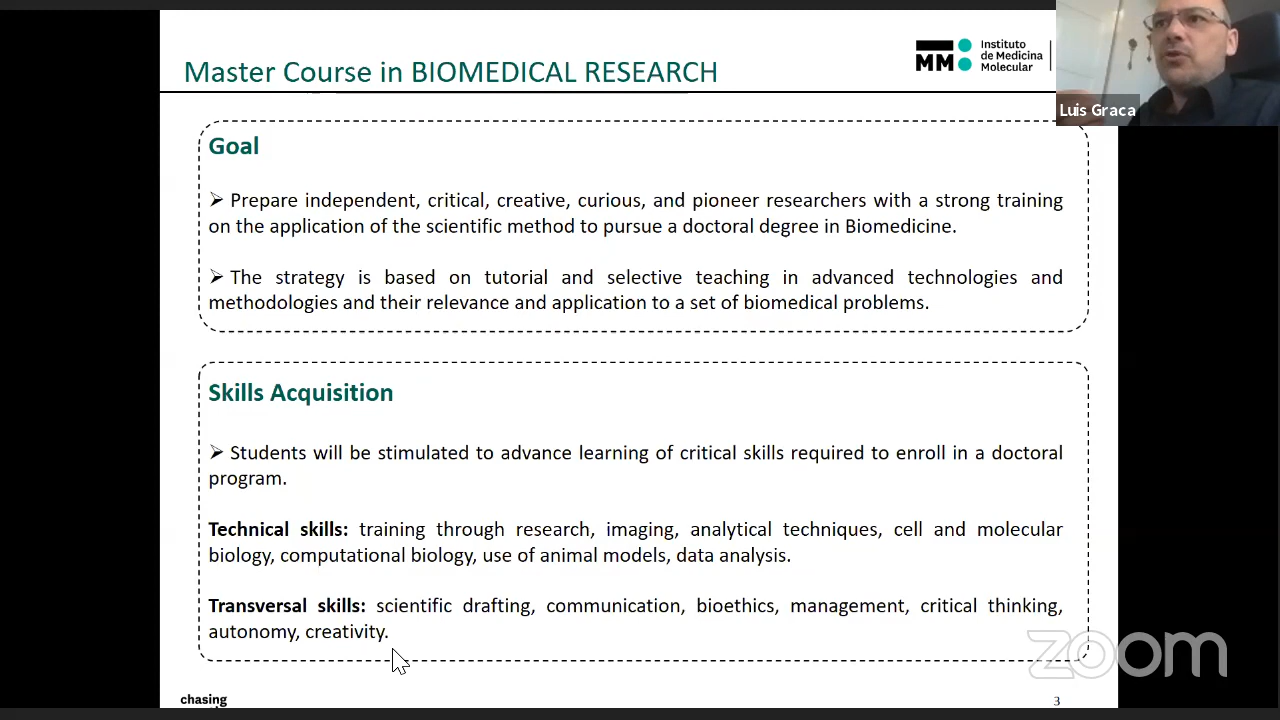 Master Course in BIOMEDICAL RESEARCH
Instituto
de Medicina
Molecular
MM
Luis Graca
Goal
➢ Prepare independent, critical, creative, curious, and pioneer researchers with a strong training
on the application of the scientific method to pursue a doctoral degree in Biomedicine.
➢ The strategy is based on tutorial and selective teaching in advanced technologies and
methodologies and their relevance and application to a set of biomedical problems.
Skills Acquisition
➢ Students will be stimulated to advance learning of critical skills required to enroll in a doctoral
program.
Technical skills: training through research, imaging, analytical techniques, cell and molecular
biology, computational biology, use of animal models, data analysis.
Transversal skills: scientific drafting, communication, bioethics, management, critical thinking,
autonomy, creativity.
zoom
chasing
3